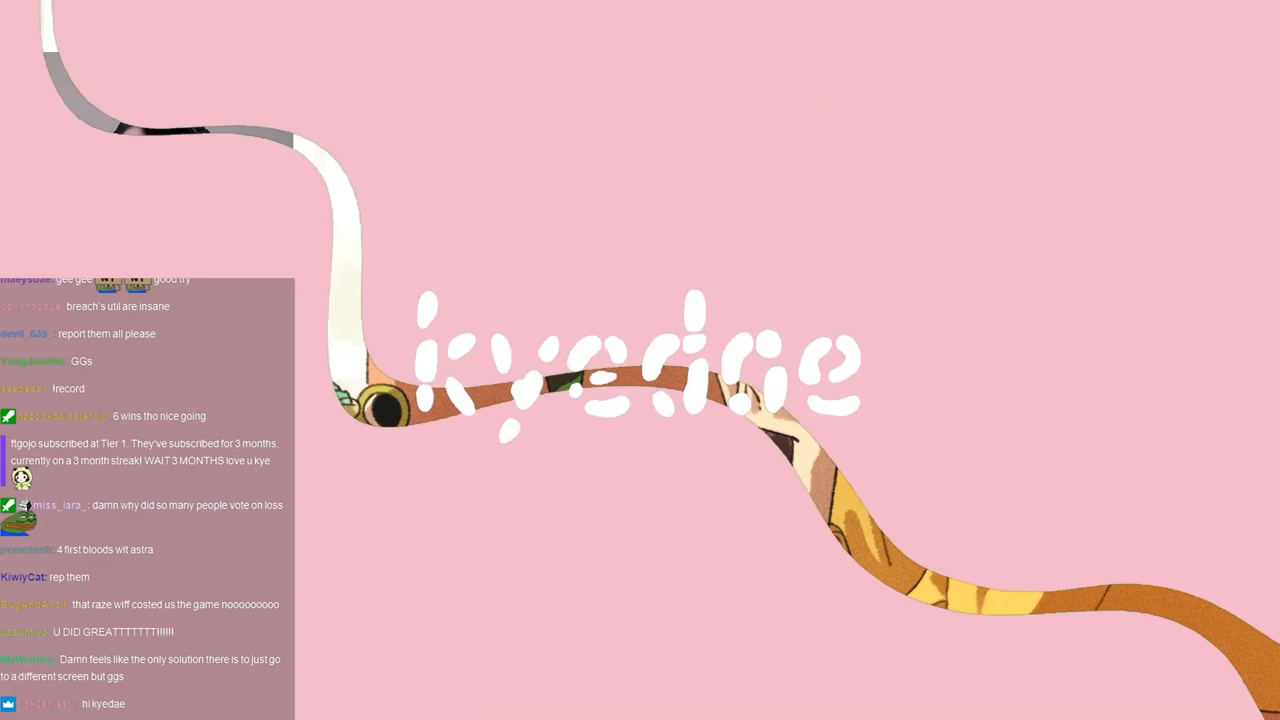 gee gee good try
breach's util are insane
devil_639_: report them all please
GGs
!record
6 wins tho nice going
ftgojo subscribed at Tier 1. They've subscribed for 3 months,
currently on a 3 month streak! WAIT 3 MONTHS love u kye
miss_lara_: damn why did so many people vote on loss
4 first bloods wit astra
KiwiyCat: rep them
that raze wiff costed us the game nooooooooo
U DID GREATTTTTTT!!!!!!
Damn feels like the only solution there is to just go
to a different screen but ggs
hi kyedae
kyedae